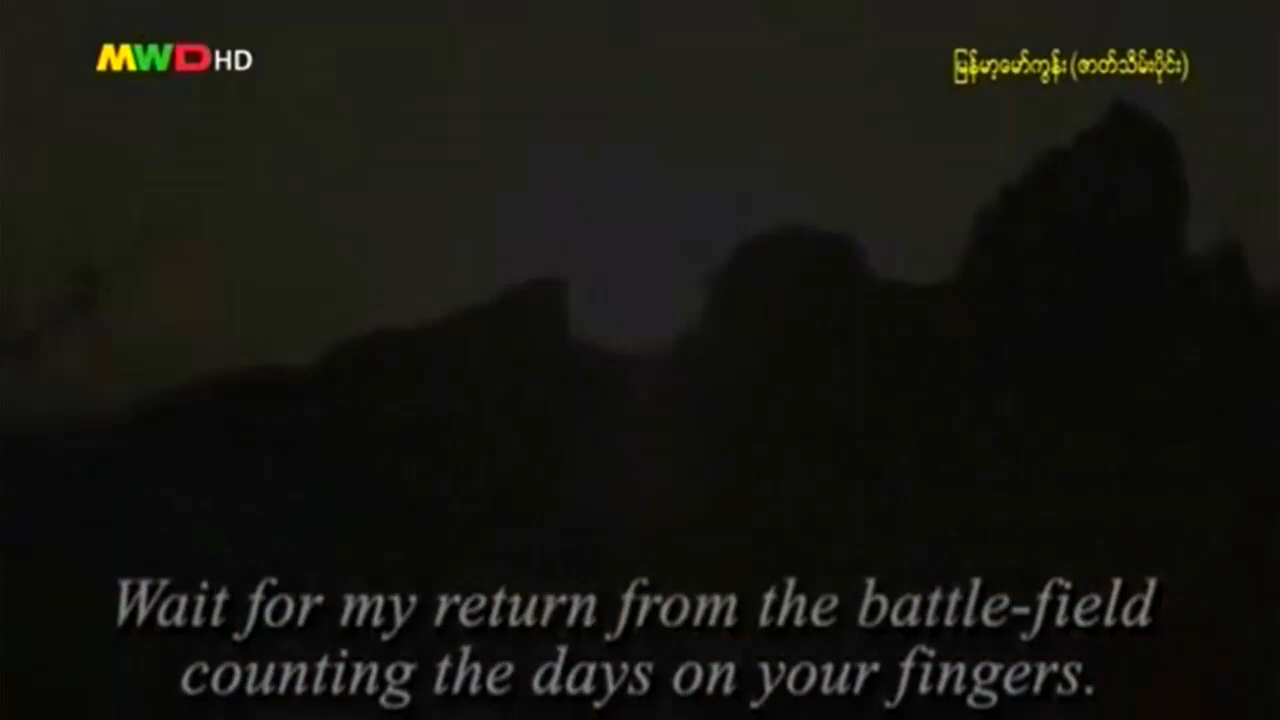 MWD HD
မြန်မာ့မော်ကွန်း (ဇာတ်သိမ်းပိုင်း)
Wait for my return from the battle-field
counting the days on your fingers.